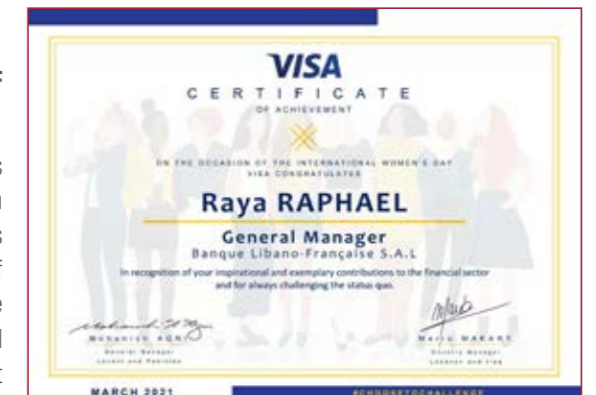 VISA
CERTIFICATE
OF ACHIEVEMENT
ON THE OCCASION OF THE INTERNATIONAL WOMEN'S DAY
VISA CONGRATULATES
Raya RAPHAEL
General Manager
Banque Libano-Française S.A.L
In recognition of your inspirational and exemplary contributions to the financial sector
and for always challenging the status quo.
General Manager
Levant and Pakistan
Mario MAKARY
Country Manager
Lebanon and Iraq
MARCH 2021
#CHOOSETOCHALLENGE